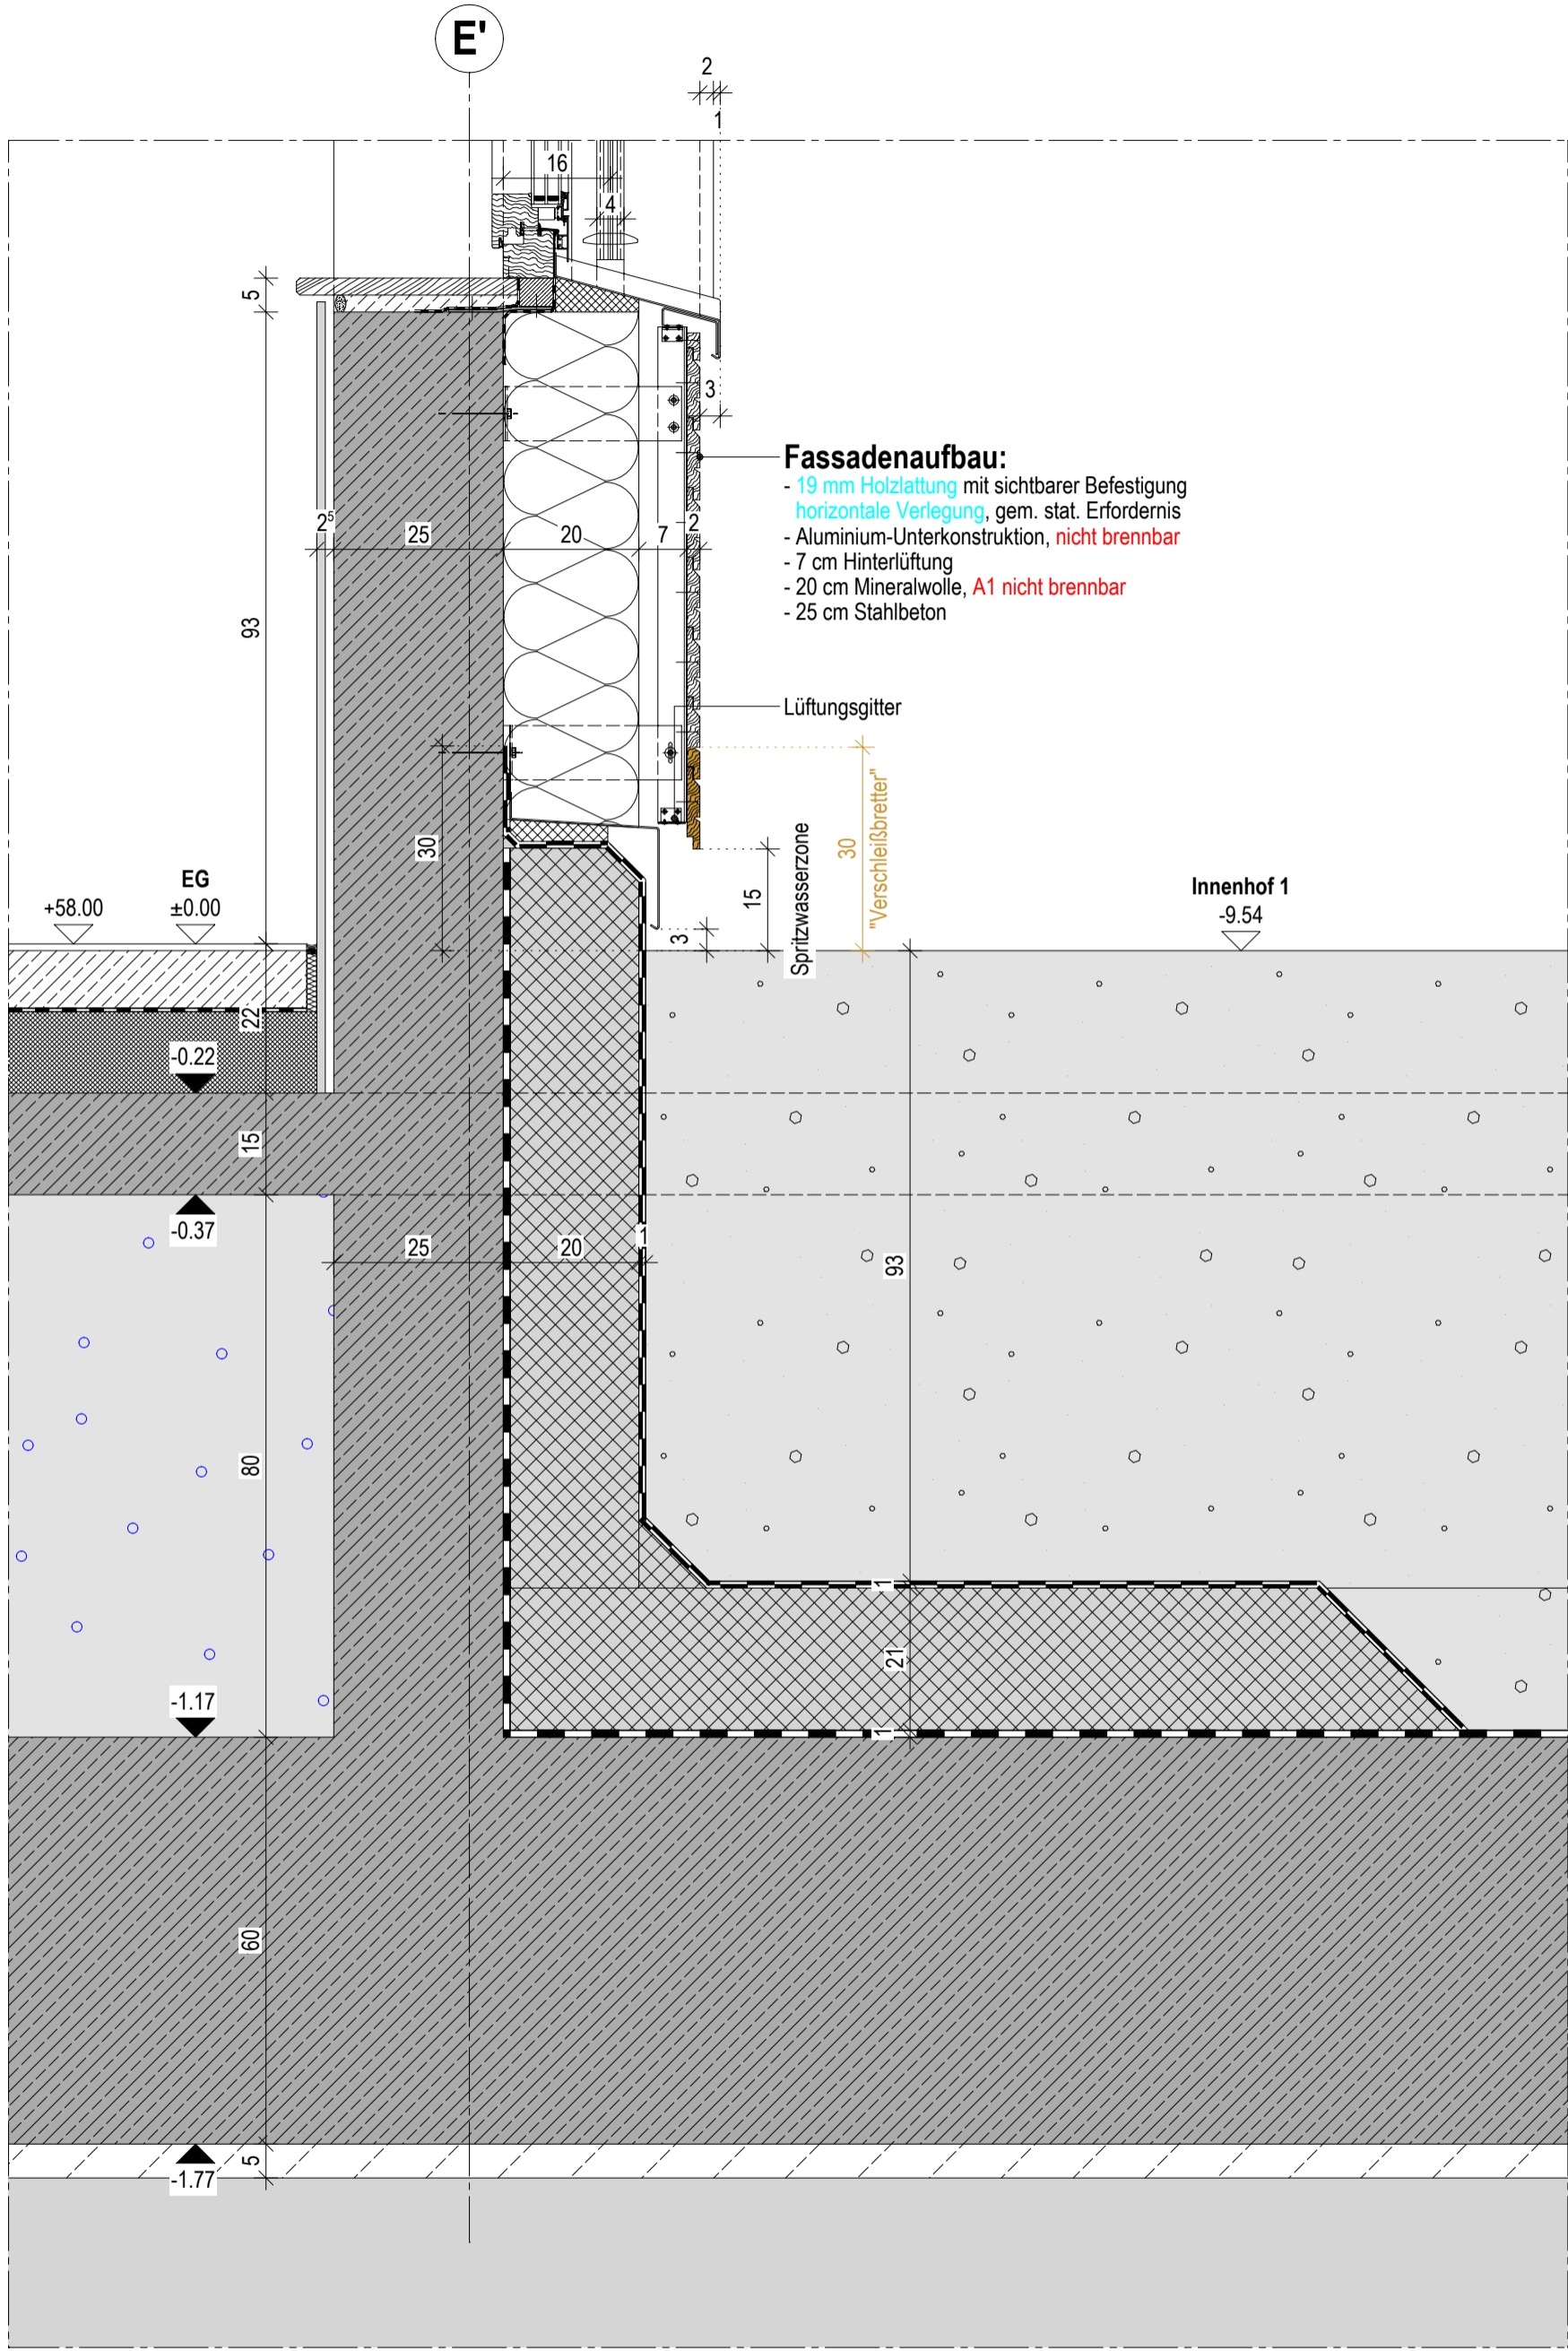 E'
2
1
16
4
5
3
Fassadenaufbau:
- 19 mm Holzlattung mit sichtbarer Befestigung
horizontale Verlegung, gem. stat. Erfordernis
- Aluminium-Unterkonstruktion, nicht brennbar
- 7 cm Hinterlüftung
- 20 cm Mineralwolle, A1 nicht brennbar
- 25 cm Stahlbeton
2⁵
25
20
7
2
93
Lüftungsgitter
30
15
3
Spritzwasserzone
30
"Verschleißbretter"
EG
+58.00
±0.00
Innenhof 1
-9.54
22
-0.22
15
-0.37
25
20
1
93
80
1
21
-1.17
1
60
5
-1.77